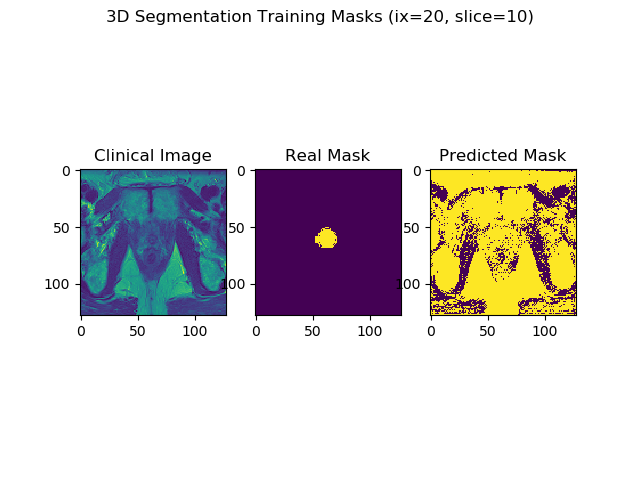 3D Segmentation Training Masks (ix=20, slice=10)
Clinical Image Real Mask Predicted Mask
0 0 0
50 50 50
100 100 100
0 50 100 0 50 100 0 50 100